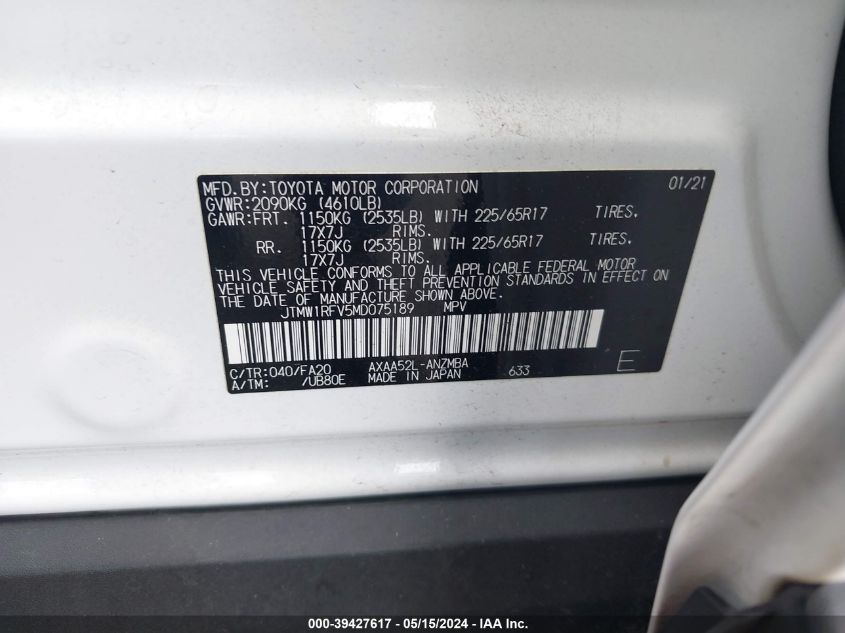 MFD.BY:TOYOTA MOTOR CORPORATION 01/21
GVWR:2090KG (4610LB)
GAWR:FRT. 1150KG (2535LB) WITH 225/65R17 TIRES.
17X7J RIMS.
RR. 1150KG (2535LB) WITH 225/65R17 TIRES.
17X7J RIMS.
THIS VEHICLE CONFORMS TO ALL APPLICABLE FEDERAL MOTOR
VEHICLE SAFETY AND THEFT PREVENTION STANDARDS IN EFFECT ON
THE DATE OF MANUFACTURE SHOWN ABOVE.
JTMW1RFV5MD075189 MPV
C/TR:040/FA20 AXAA52L-ANZMBA 633 E
A/TM: /UB80E MADE IN JAPAN
000-39427617 - 05/15/2024 - IAA Inc.